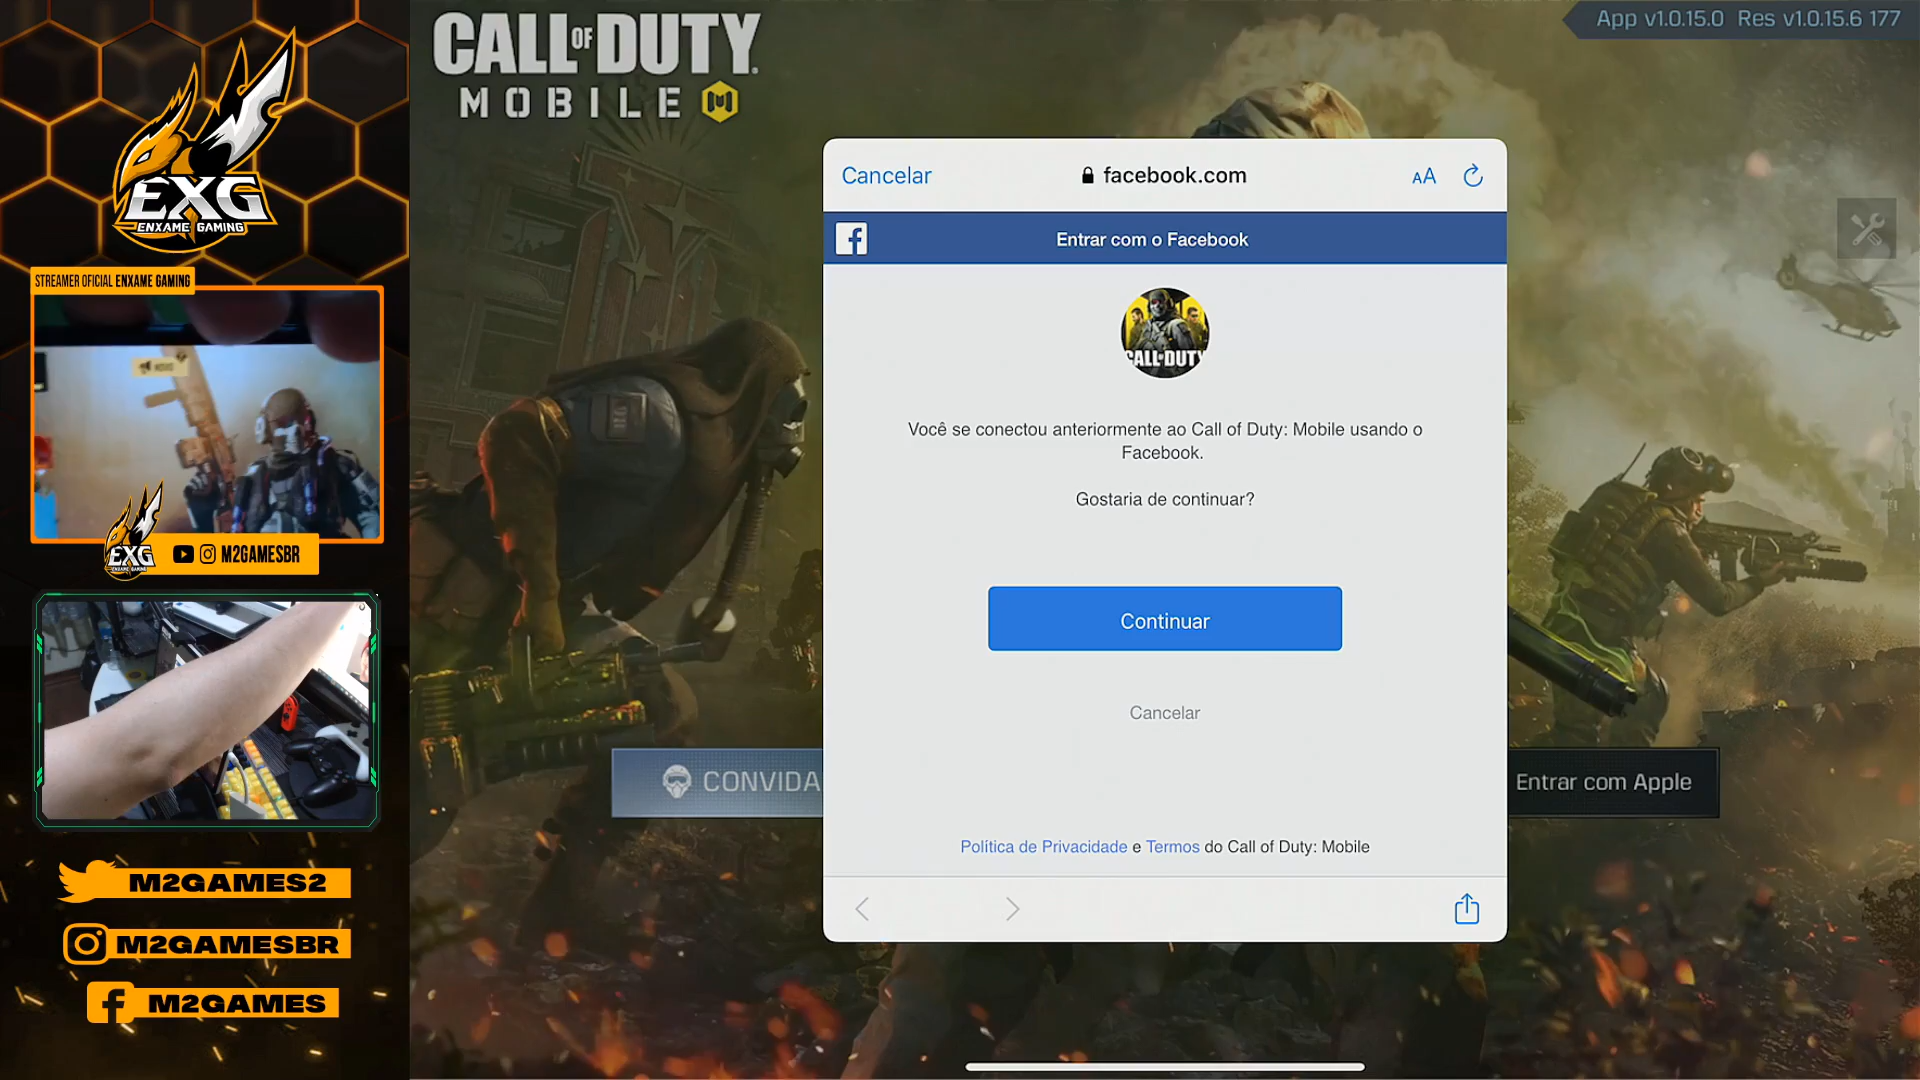 EXG
ENXAME GAMING
STREAMER OFICIAL ENXAME GAMING
EXG
M2GAMESBR
M2GAMES2
M2GAMESBR
M2GAMES
CALL OF DUTY
MOBILE
App v1.0.15.0 Res v1.0.15.6 177
Cancelar
facebook.com
AA
Entrar com o Facebook
CALL OF DUTY
Você se conectou anteriormente ao Call of Duty: Mobile usando o
Facebook.
Gostaria de continuar?
Continuar
Cancelar
CONVIDA
Entrar com Apple
Política de Privacidade e Termos do Call of Duty: Mobile